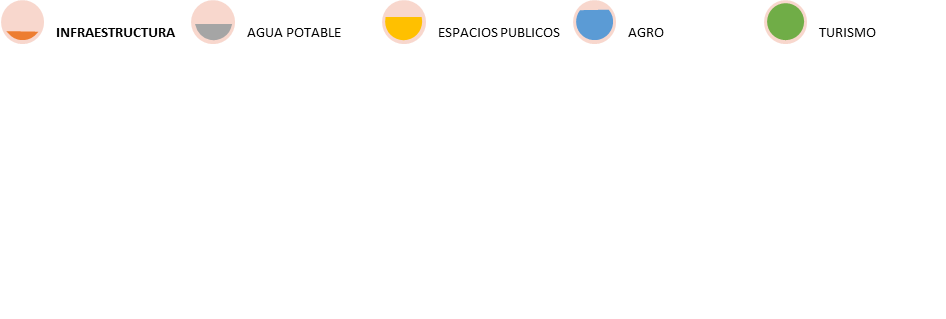 INFRAESTRUCTURA
AGUA POTABLE
ESPACIOS PUBLICOS
AGRO
TURISMO